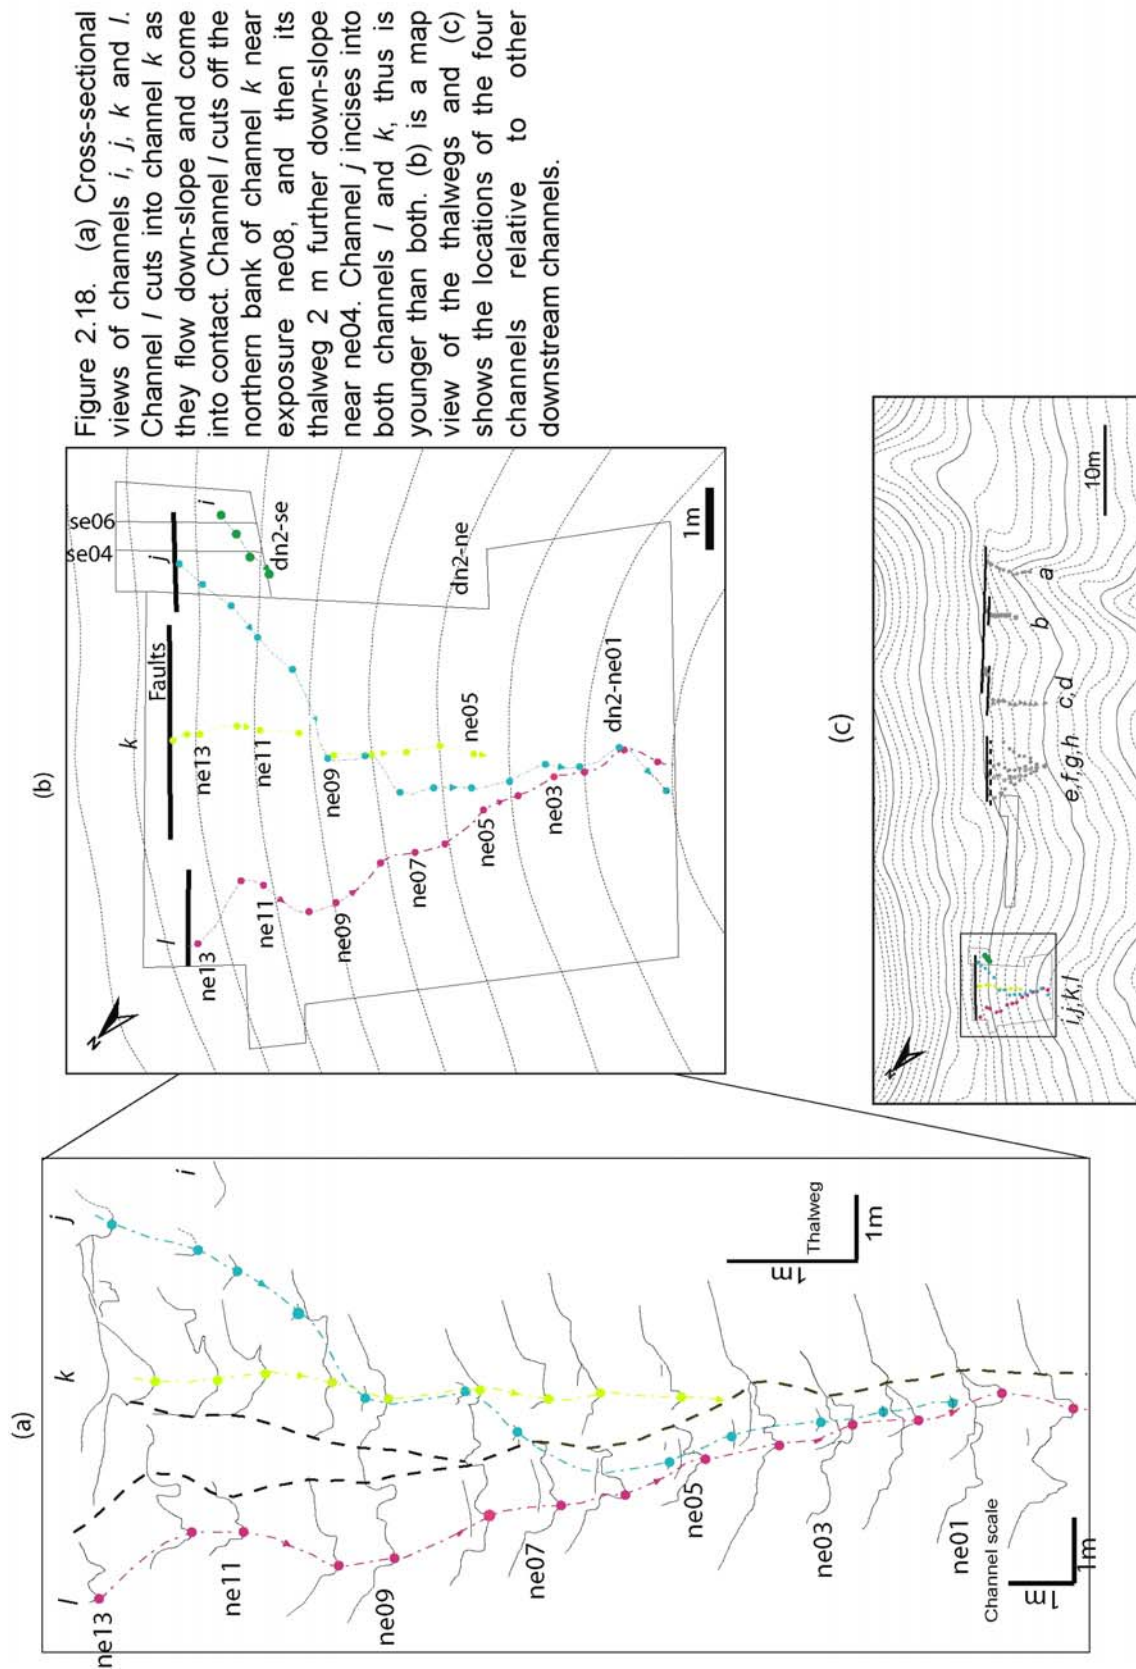 (a)
l
k
j
i
ne13
ne11
ne09
ne07
ne05
ne03
ne01
Channel scale
1m
1m
Thalweg
1m
1m
(b)
N
l
k
Faults
j
i
se04
se06
dn2-se
ne13
ne13
ne11
ne11
ne09
ne09
ne07
ne05
ne05
ne03
dn2-ne01
dn2-ne
1m
(c)
N
i,j,k,l
e,f,g,h
c,d
b
a
10m
Figure 2.18. (a) Cross-sectional
views of channels i, j, k and l.
Channel l cuts into channel k as
they flow down-slope and come
into contact. Channel l cuts off the
northern bank of channel k near
exposure ne08, and then its
thalweg 2 m further down-slope
near ne04. Channel j incises into
both channels l and k, thus is
younger than both. (b) is a map
view of the thalwegs and (c)
shows the locations of the four
channels relative to other
downstream channels.